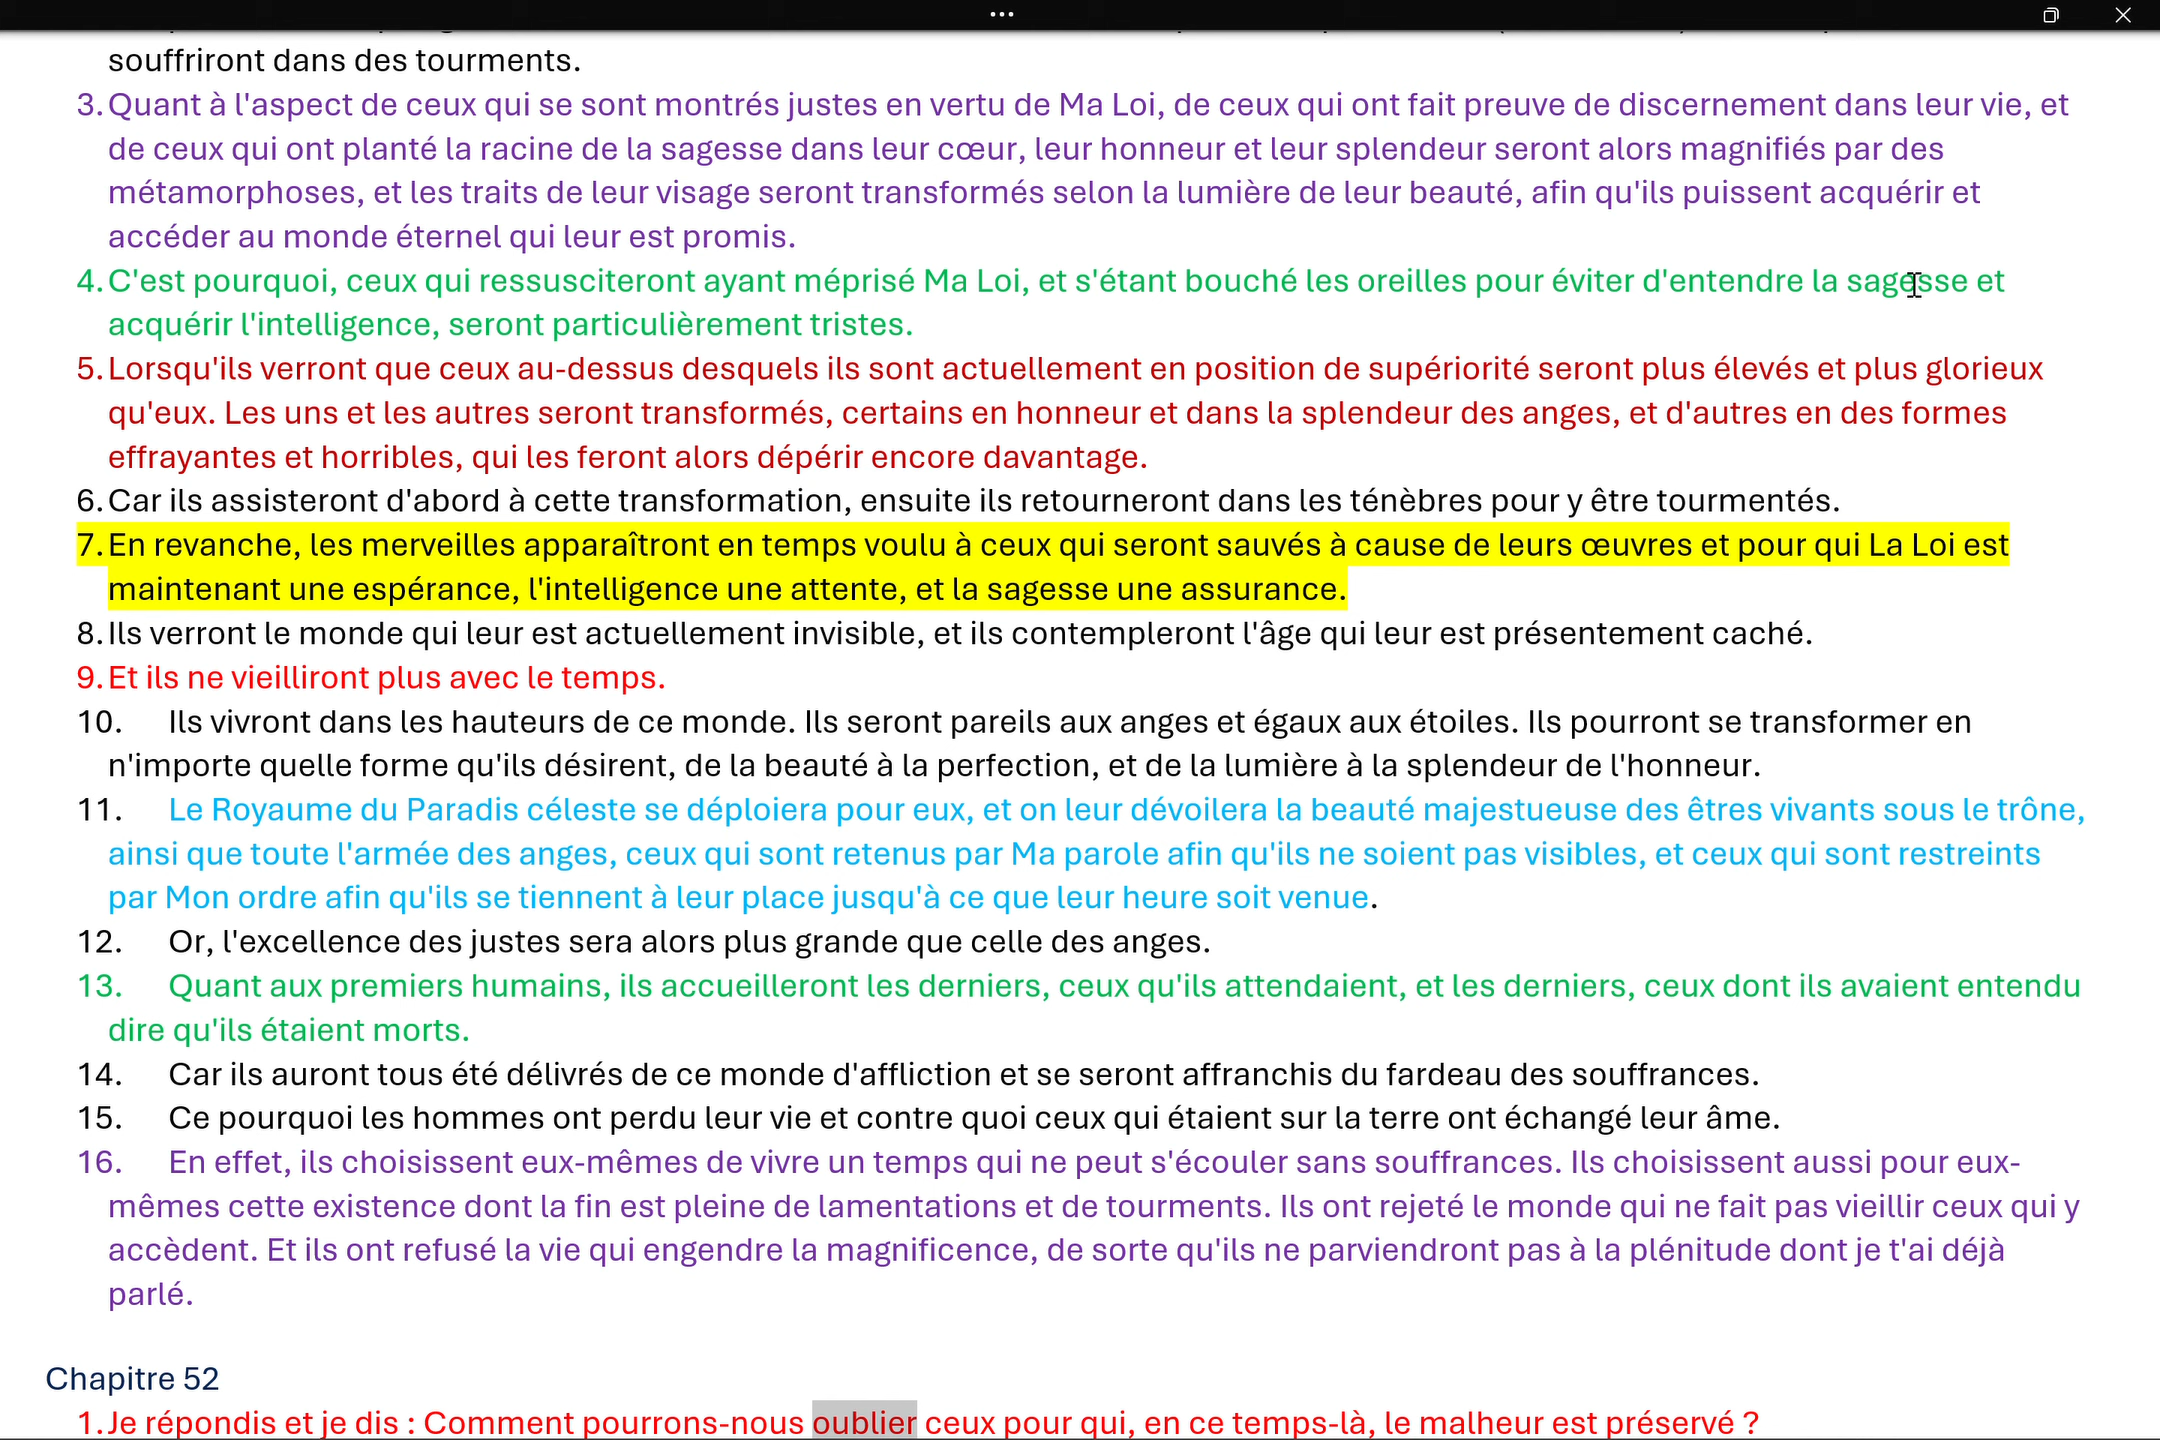 souffriront dans des tourments.
3. Quant à l'aspect de ceux qui se sont montrés justes en vertu de Ma Loi, de ceux qui ont fait preuve de discernement dans leur vie, et
de ceux qui ont planté la racine de la sagesse dans leur cœur, leur honneur et leur splendeur seront alors magnifiés par des
métamorphoses, et les traits de leur visage seront transformés selon la lumière de leur beauté, afin qu'ils puissent acquérir et
accéder au monde éternel qui leur est promis.
4. C'est pourquoi, ceux qui ressusciteront ayant méprisé Ma Loi, et s'étant bouché les oreilles pour éviter d'entendre la sagesse et
acquérir l'intelligence, seront particulièrement tristes.
5. Lorsqu'ils verront que ceux au-dessus desquels ils sont actuellement en position de supériorité seront plus élevés et plus glorieux
qu'eux. Les uns et les autres seront transformés, certains en honneur et dans la splendeur des anges, et d'autres en des formes
effrayantes et horribles, qui les feront alors dépérir encore davantage.
6. Car ils assisteront d'abord à cette transformation, ensuite ils retourneront dans les ténèbres pour y être tourmentés.
7. En revanche, les merveilles apparaîtront en temps voulu à ceux qui seront sauvés à cause de leurs œuvres et pour qui La Loi est
maintenant une espérance, l'intelligence une attente, et la sagesse une assurance.
8. Ils verront le monde qui leur est actuellement invisible, et ils contempleront l'âge qui leur est présentement caché.
9. Et ils ne vieilliront plus avec le temps.
10. Ils vivront dans les hauteurs de ce monde. Ils seront pareils aux anges et égaux aux étoiles. Ils pourront se transformer en
n'importe quelle forme qu'ils désirent, de la beauté à la perfection, et de la lumière à la splendeur de l'honneur.
11. Le Royaume du Paradis céleste se déploiera pour eux, et on leur dévoilera la beauté majestueuse des êtres vivants sous le trône,
ainsi que toute l'armée des anges, ceux qui sont retenus par Ma parole afin qu'ils ne soient pas visibles, et ceux qui sont restreints
par Mon ordre afin qu'ils se tiennent à leur place jusqu'à ce que leur heure soit venue.
12. Or, l'excellence des justes sera alors plus grande que celle des anges.
13. Quant aux premiers humains, ils accueilleront les derniers, ceux qu'ils attendaient, et les derniers, ceux dont ils avaient entendu
dire qu'ils étaient morts.
14. Car ils auront tous été délivrés de ce monde d'affliction et se seront affranchis du fardeau des souffrances.
15. Ce pourquoi les hommes ont perdu leur vie et contre quoi ceux qui étaient sur la terre ont échangé leur âme.
16. En effet, ils choisissent eux-mêmes de vivre un temps qui ne peut s'écouler sans souffrances. Ils choisissent aussi pour eux-
mêmes cette existence dont la fin est pleine de lamentations et de tourments. Ils ont rejeté le monde qui ne fait pas vieillir ceux qui y
accèdent. Et ils ont refusé la vie qui engendre la magnificence, de sorte qu'ils ne parviendront pas à la plénitude dont je t'ai déjà
parlé.
Chapitre 52
1. Je répondis et je dis : Comment pourrons-nous oublier ceux pour qui, en ce temps-là, le malheur est préservé ?